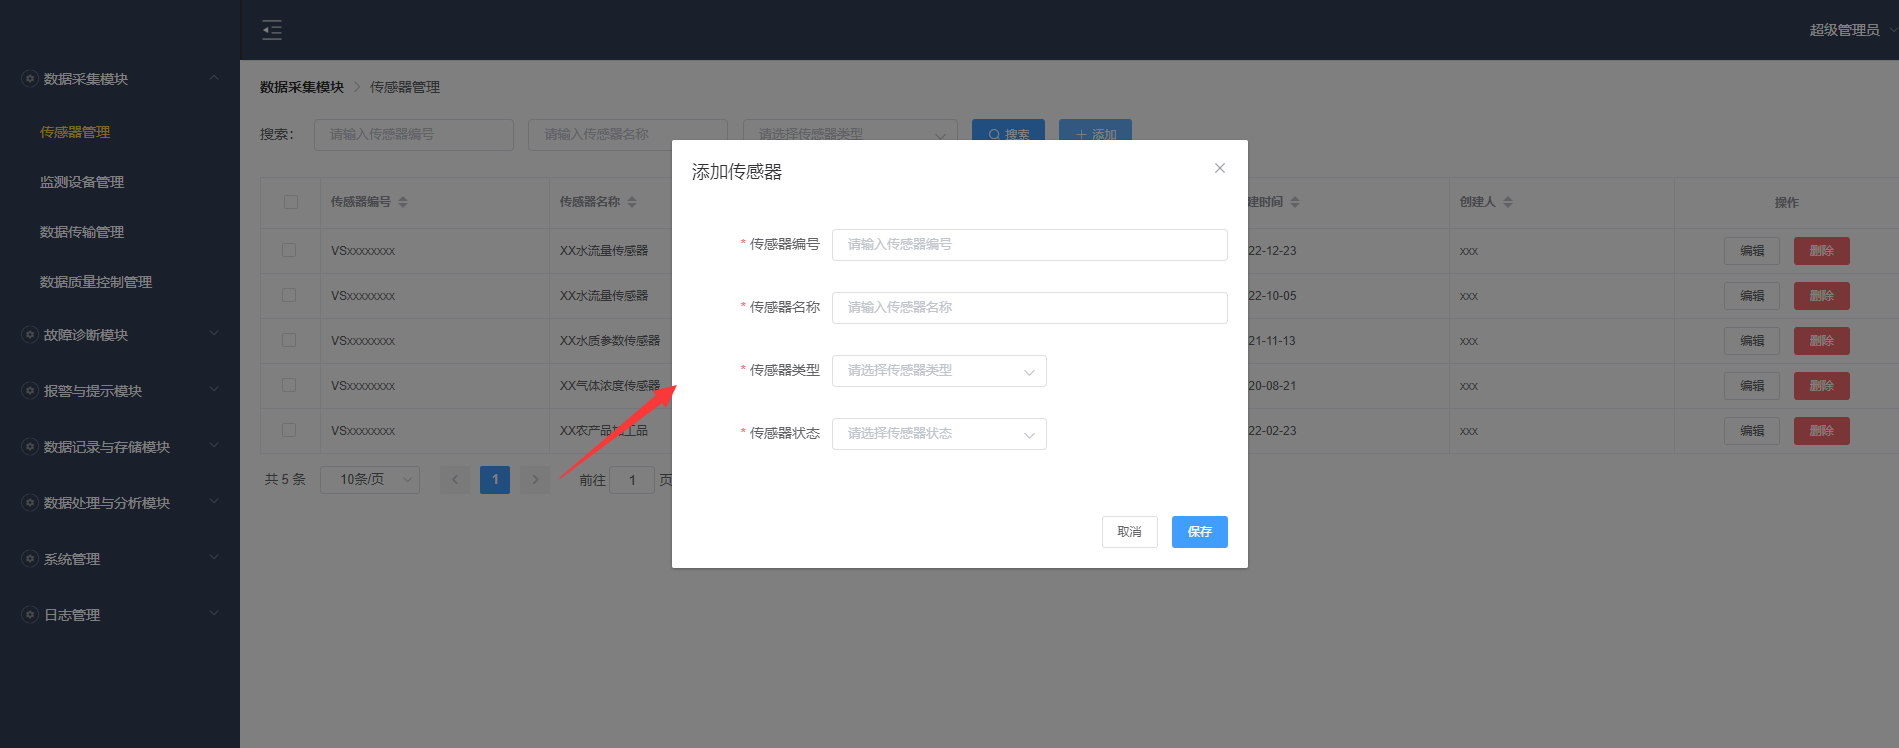 超级管理员
数据采集模块
传感器管理
监测设备管理
数据传输管理
数据质量控制管理
故障诊断模块
报警与提示模块
数据记录与存储模块
数据处理与分析模块
系统管理
日志管理
数据采集模块 > 传感器管理
搜索: 请输入传感器编号 请输入传感器名称 请选择传感器类型 搜索 + 添加
传感器编号 传感器名称 建时间 创建人 操作
VSxxxxxxxx XX水流量传感器 22-12-23 xxx 编辑 删除
VSxxxxxxxx XX水流量传感器 22-10-05 xxx 编辑 删除
VSxxxxxxxx XX水质参数传感器 21-11-13 xxx 编辑 删除
VSxxxxxxxx XX气体浓度传感器 20-08-21 xxx 编辑 删除
VSxxxxxxxx XX农产品加工品 22-02-23 xxx 编辑 删除
共 5 条 10条/页 1 前往 1 页
添加传感器
* 传感器编号 请输入传感器编号
* 传感器名称 请输入传感器名称
* 传感器类型 请选择传感器类型
* 传感器状态 请选择传感器状态
取消 保存